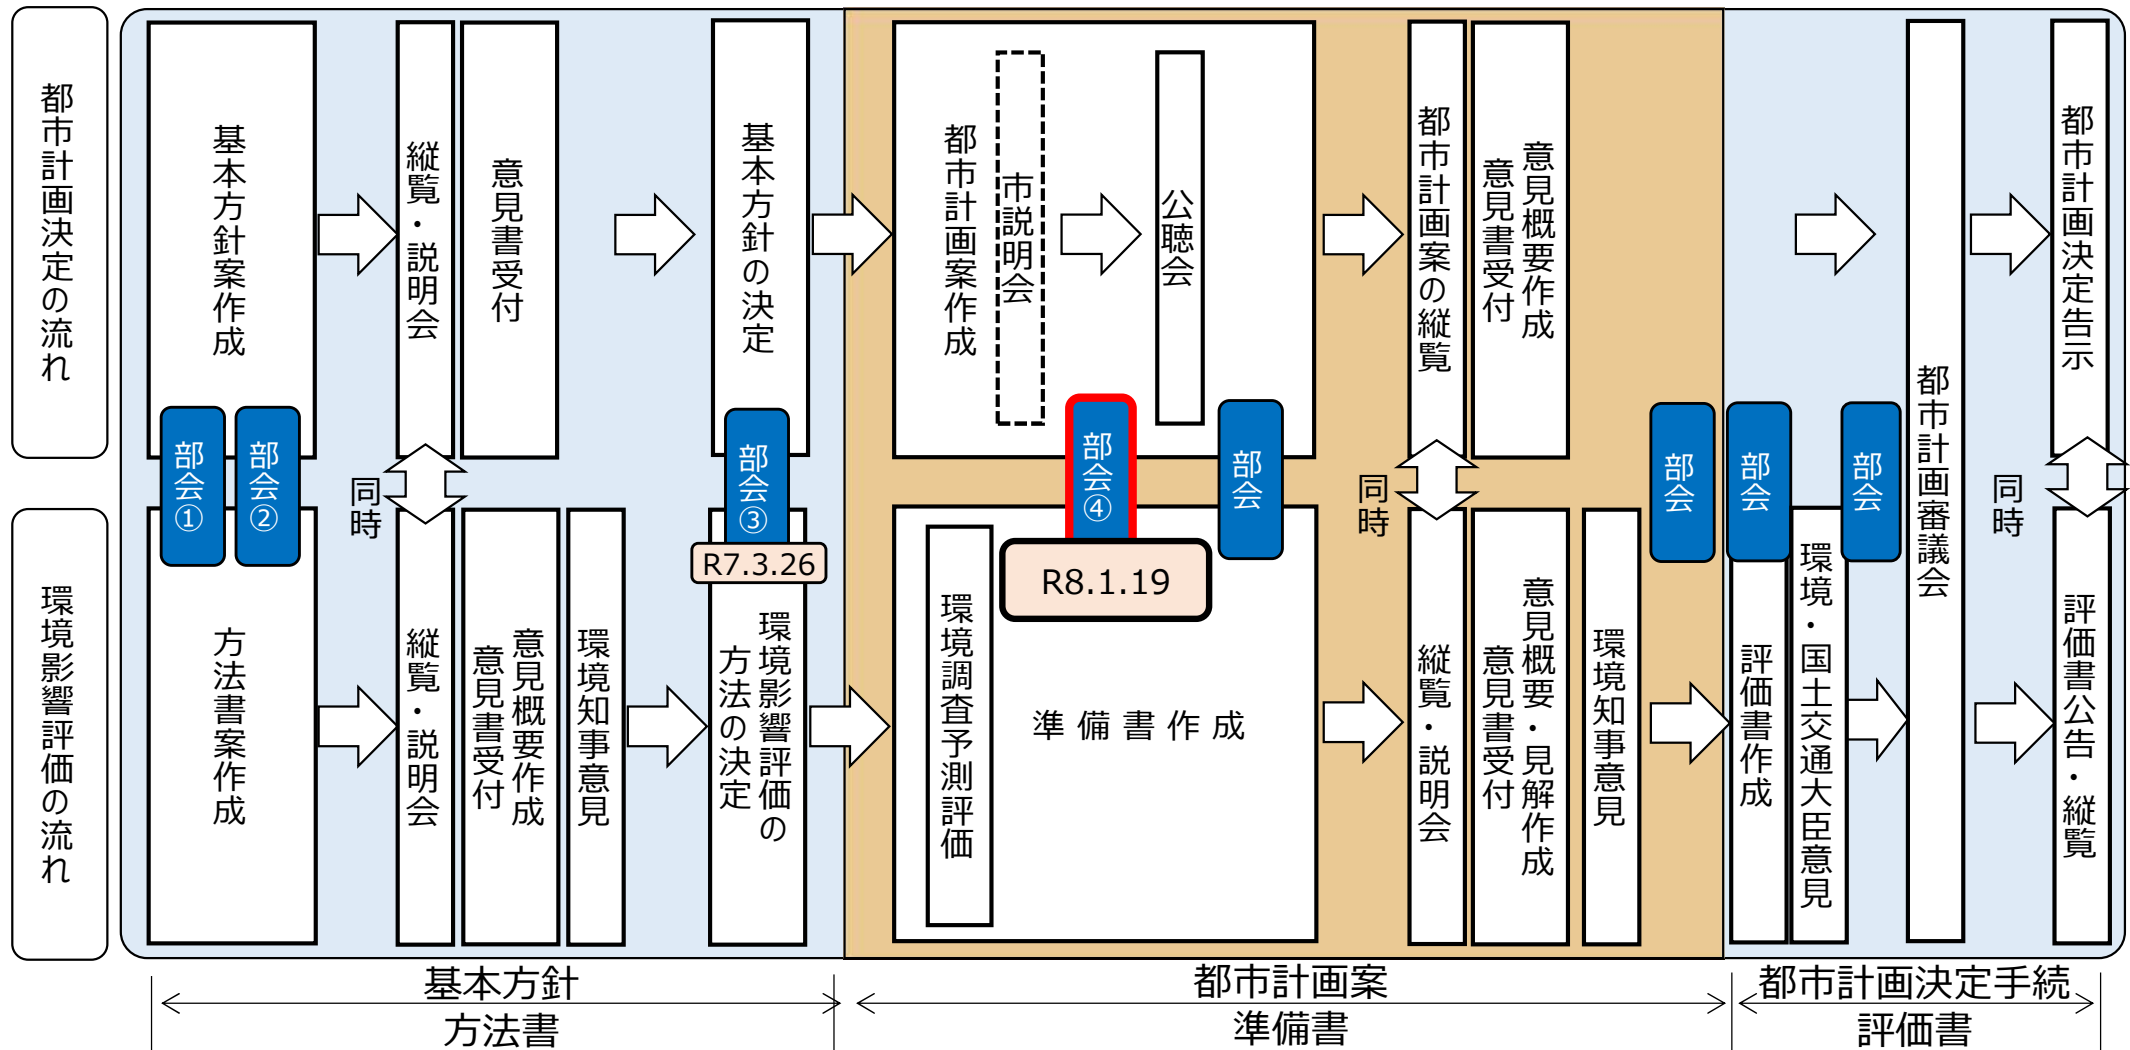 都市計画決定の流れ
基本方針案作成
縦覧・説明会
意見書受付
基本方針の決定
都市計画案作成
市説明会
公聴会
都市計画案の縦覧
意見概要作成
意見書受付
都市計画審議会
都市計画決定告示
部会①
部会②
同時
部会③
R7.3.26
部会④
R8.1.19
部会
同時
部会
部会
部会
同時
環境影響評価の流れ
方法書案作成
縦覧・説明会
意見概要作成
意見書受付
環境知事意見
環境影響評価の
方法の決定
環境調査予測評価
準備書作成
縦覧・説明会
意見概要・見解作成
意見書受付
環境知事意見
評価書作成
環境・国土交通大臣意見
評価書公告・縦覧
基本方針
方法書
都市計画案
準備書
都市計画決定手続
評価書